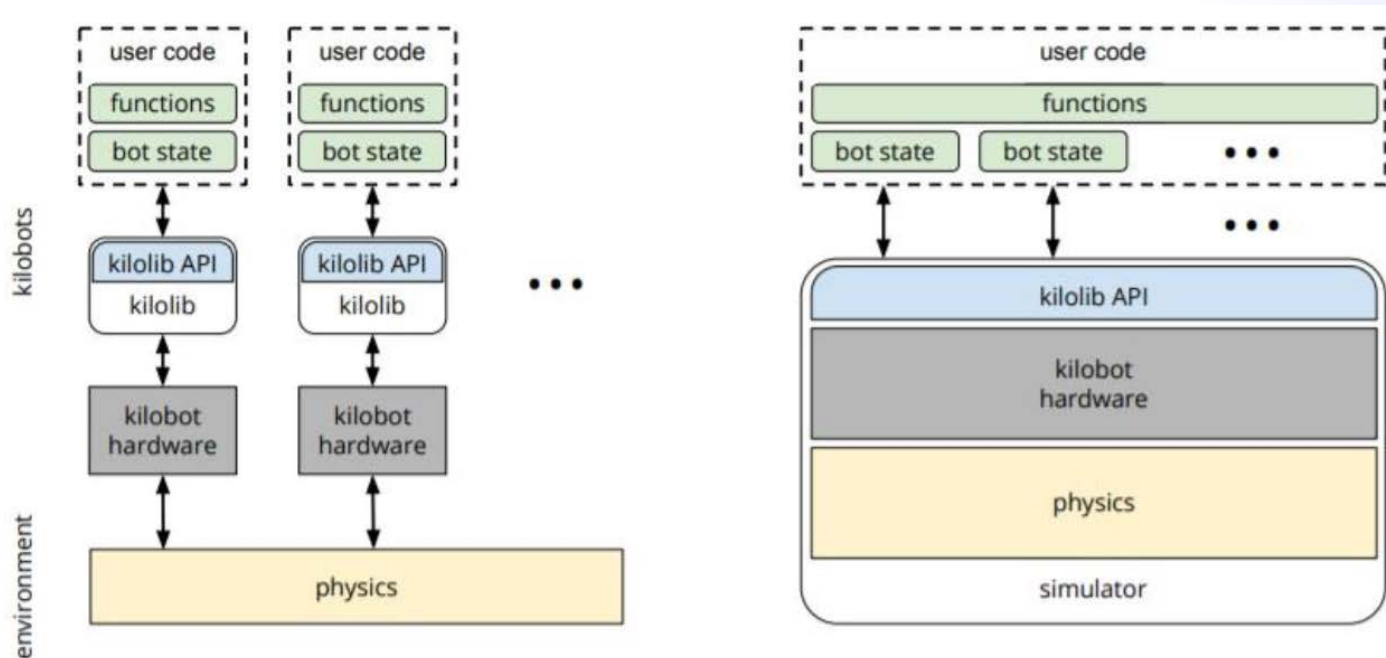 user code
functions
bot state
kilolib API
kilolib
kilobot
hardware
user code
functions
bot state
kilolib API
kilolib
kilobot
hardware
physics
kilobots
environment
user code
functions
bot state
bot state
kilolib API
kilobot
hardware
physics
simulator